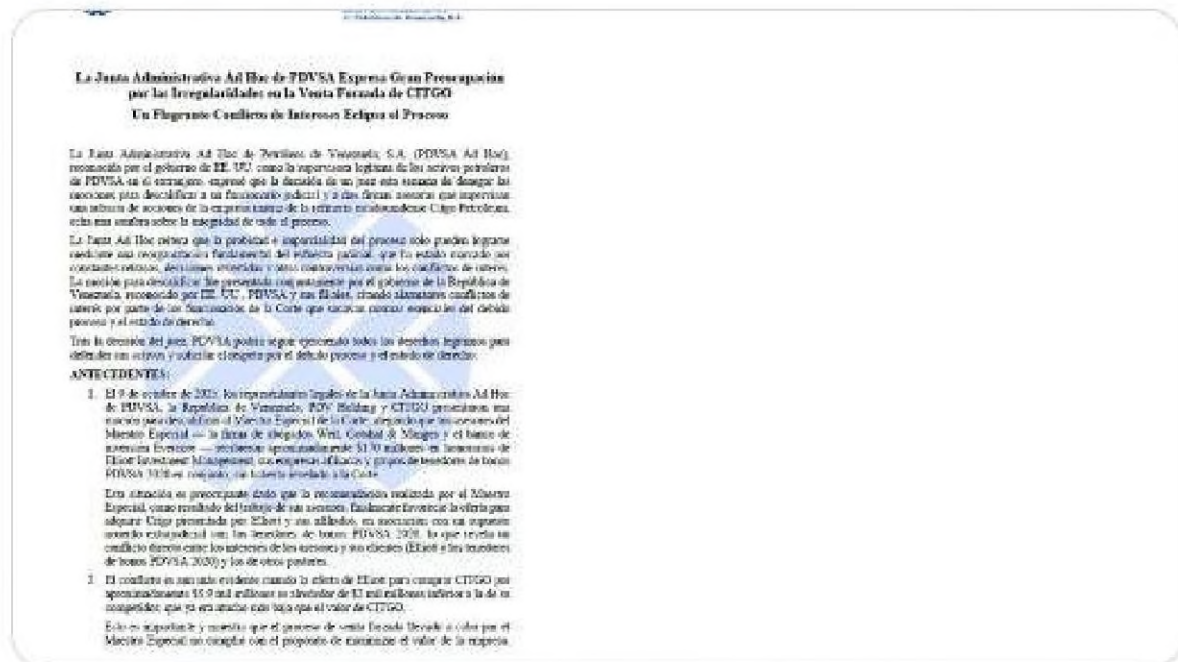 de Petróleos de Venezuela, S.A.
La Junta Administrativa Ad Hoc de PDVSA Expresa Gran Preocupación
por las Irregularidades en la Venta Forzada de CITGO
Un Flagrante Conflicto de Intereses Eclipsa el Proceso
La Junta Administrativa Ad Hoc de Petróleos de Venezuela, S.A. (PDVSA Ad Hoc),
reconocida por el gobierno de EE. UU. como la supervisora legítima de los activos petroleros
de PDVSA en el extranjero, expresó que la decisión de un juez esta semana de denegar las
mociones para descalificar a un funcionario judicial y a dos firmas asesoras que supervisan
una subasta de acciones de la empresa matriz de la refinería estadounidense Citgo Petroleum,
echa una sombra sobre la integridad de todo el proceso.
La Junta Ad Hoc reitera que la probidad e imparcialidad del proceso solo pueden lograrse
mediante una reorganización fundamental del esfuerzo judicial, que ha estado marcado por
constantes retrasos, decisiones revertidas y otras controversias como los conflictos de interés.
La moción para descalificar fue presentada conjuntamente por el gobierno de la República de
Venezuela, reconocido por EE. UU., PDVSA y sus filiales, citando alarmantes conflictos de
interés por parte de los funcionarios de la Corte que socavan normas esenciales del debido
proceso y el estado de derecho.
Tras la decisión del juez, PDVSA podría seguir ejerciendo todos los derechos legítimos para
defender sus activos y solicitar el respeto por el debido proceso y el estado de derecho.
ANTECEDENTES:
1. El 9 de octubre de 2025, los representantes legales de la Junta Administrativa Ad Hoc
de PDVSA, la República de Venezuela, PDV Holding y CITGO presentaron una
moción para descalificar al Maestro Especial de la Corte, alegando que los asesores del
Maestro Especial — la firma de abogados Weil, Gotshal & Manges y el banco de
inversión Evercore — recibieron aproximadamente $170 millones en honorarios de
Elliott Investment Management, sus empresas afiliadas y grupos de tenedores de bonos
PDVSA 2020 en conjunto, sin haberlo revelado a la Corte.
Esta situación es preocupante dado que la recomendación realizada por el Maestro
Especial, como resultado del trabajo de sus asesores, finalmente favoreció la oferta para
adquirir Citgo presentada por Elliott y sus afiliados, en asociación con un supuesto
acuerdo extrajudicial con los tenedores de bonos PDVSA 2020, lo que revela un
conflicto directo entre los intereses de los asesores y sus clientes (Elliott y los tenedores
de bonos PDVSA 2020) y los de otros postores.
2. El conflicto es aun más evidente cuando la oferta de Elliott para comprar CITGO por
aproximadamente $5.9 mil millones es alrededor de $2 mil millones inferior a la de su
competidor, que ya era mucho más baja que el valor de CITGO.
Esto es importante y muestra que el proceso de venta forzada llevado a cabo por el
Maestro Especial no cumplió con el propósito de maximizar el valor de la empresa.